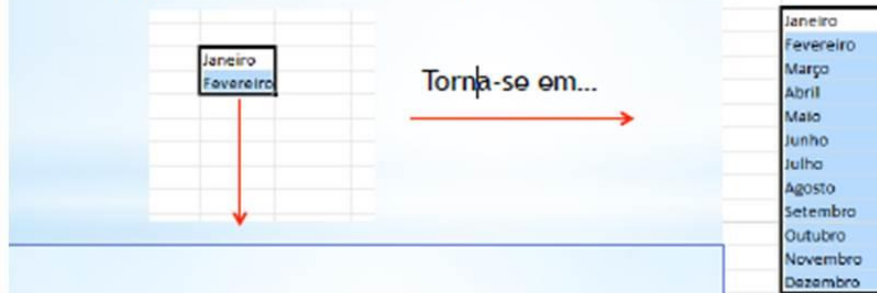 Janeiro
Fevereiro
Torna-se em...
Janeiro
Fevereiro
Março
Abril
Maio
Junho
Julho
Agosto
Setembro
Outubro
Novembro
Dezembro